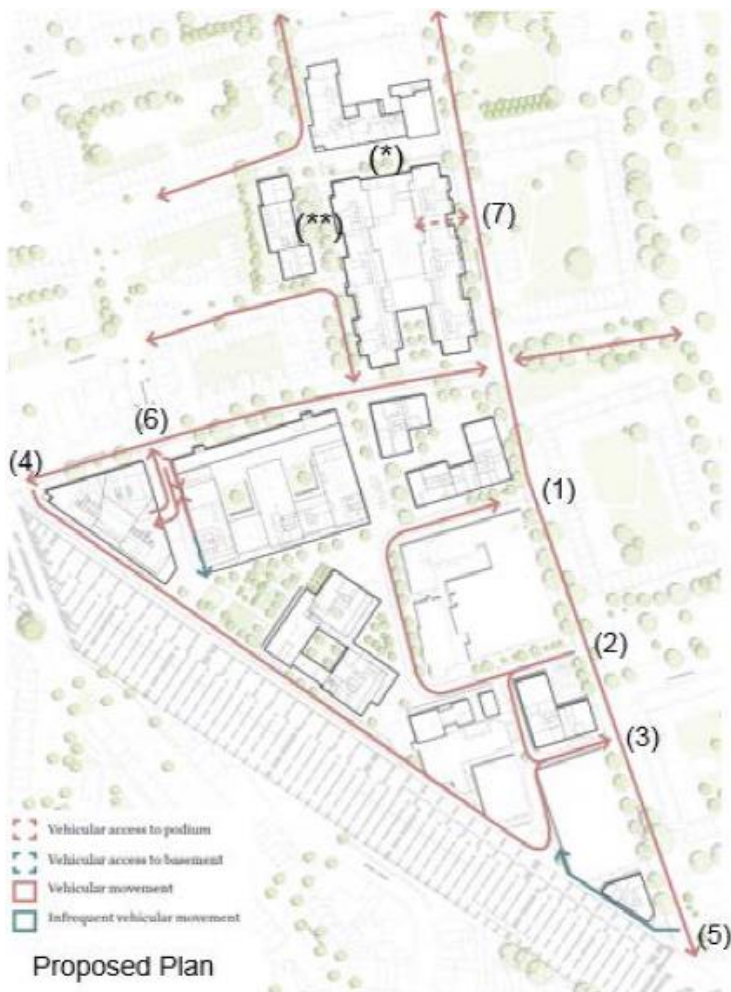 (*)
(**)
(7)
(6)
(4)
(1)
(2)
(3)
Vehicular access to podium
Vehicular access to basement
Vehicular movement
Infrequent vehicular movement
(5)
Proposed Plan